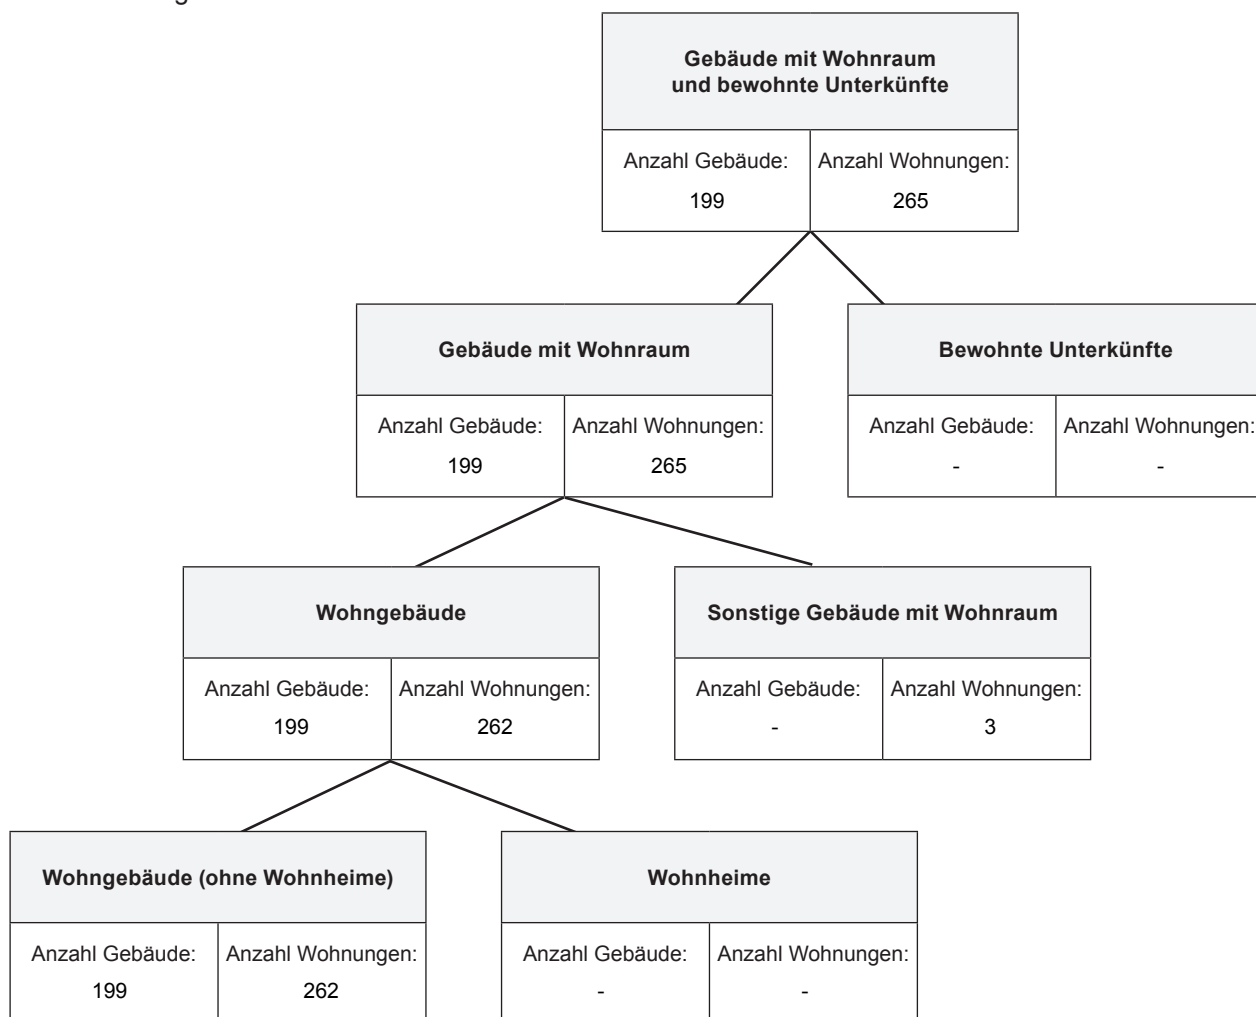 Gebäude mit Wohnraum
und bewohnte Unterkünfte
Anzahl Gebäude: Anzahl Wohnungen:
199 265
Gebäude mit Wohnraum
Anzahl Gebäude: Anzahl Wohnungen:
199 265
Bewohnte Unterkünfte
Anzahl Gebäude: Anzahl Wohnungen:
- -
Wohngebäude
Anzahl Gebäude: Anzahl Wohnungen:
199 262
Sonstige Gebäude mit Wohnraum
Anzahl Gebäude: Anzahl Wohnungen:
- 3
Wohngebäude (ohne Wohnheime)
Anzahl Gebäude: Anzahl Wohnungen:
199 262
Wohnheime
Anzahl Gebäude: Anzahl Wohnungen:
- -